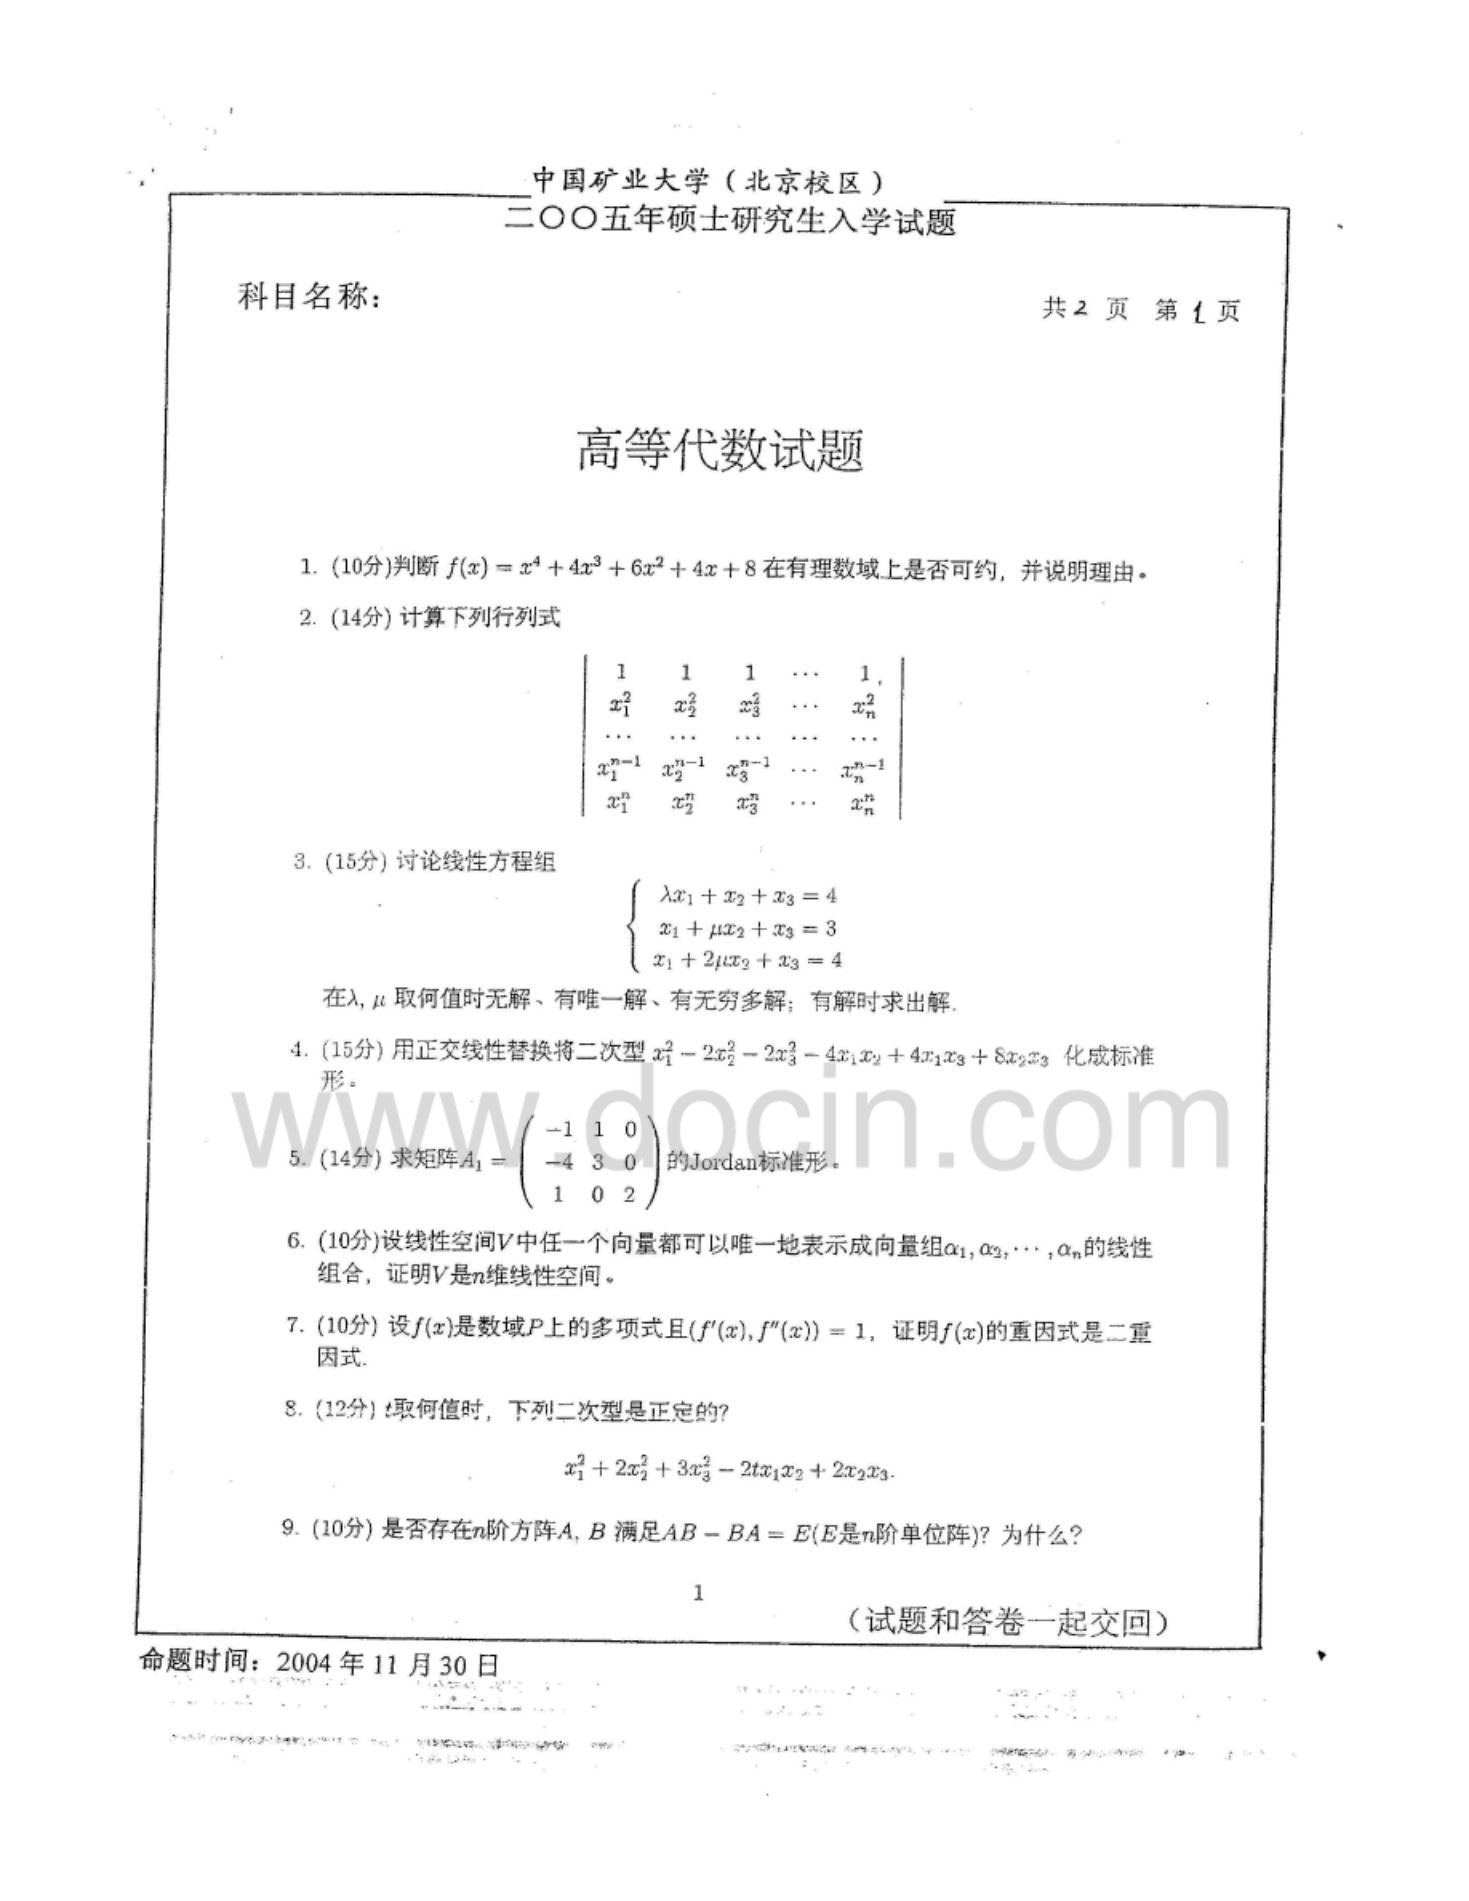 中国矿业大学（北京校区）
二〇〇五年硕士研究生入学试题
科目名称：
共2 页 第1页
高等代数试题
1. (10分)判断 f(x) = x⁴ + 4x³ + 6x² + 4x + 8 在有理数域上是否可约，并说明理由。
2. (14分) 计算下列行列式
| 1 1 1 ⋯ 1 |
| x₁² x₂² x₃² ⋯ xₙ² |
| ⋯ ⋯ ⋯ ⋯ ⋯ |
| x₁ⁿ⁻¹ x₂ⁿ⁻¹ x₃ⁿ⁻¹ ⋯ xₙⁿ⁻¹ |
| x₁ⁿ x₂ⁿ x₃ⁿ ⋯ xₙⁿ |
3. (15分) 讨论线性方程组
λx₁ + x₂ + x₃ = 4
x₁ + μx₂ + x₃ = 3
x₁ + 2μx₂ + x₃ = 4
在λ, μ 取何值时无解、有唯一解、有无穷多解；有解时求出解.
4. (15分) 用正交线性替换将二次型 x₁² − 2x₂² − 2x₃² − 4x₁x₂ + 4x₁x₃ + 8x₂x₃ 化成标准
形。
www.docin.com
5. (14分) 求矩阵A₁ = ( −1 1 0
−4 3 0
1 0 2 ) 的Jordan标准形。
6. (10分)设线性空间V中任一个向量都可以唯一地表示成向量组α₁, α₂, ⋯ , αₙ的线性
组合，证明V是n维线性空间。
7. (10分) 设f(x)是数域P上的多项式且(f′(x), f″(x)) = 1，证明f(x)的重因式是二重
因式.
8. (12分) t取何值时，下列二次型是正定的?
x₁² + 2x₂² + 3x₃² − 2tx₁x₂ + 2x₂x₃.
9. (10分) 是否存在n阶方阵A, B 满足AB − BA = E(E是n阶单位阵)? 为什么?
1
（试题和答卷一起交回）
命题时间：2004 年 11 月 30 日